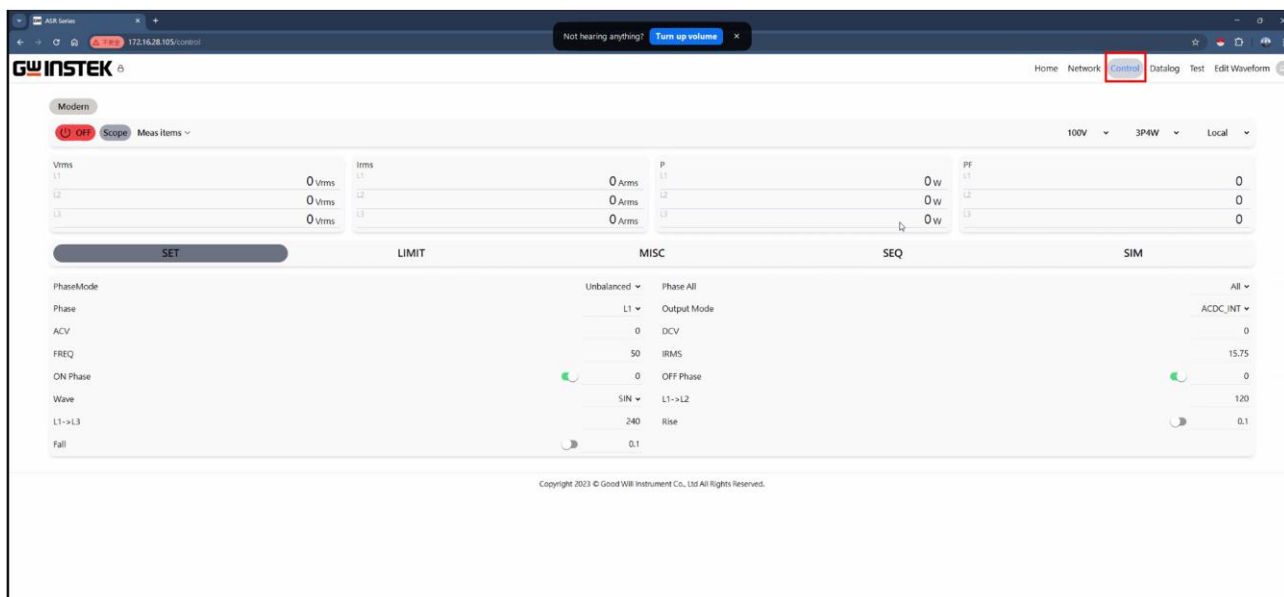 ASR Series
不安全 172.16.28.105/control
Not hearing anything? Turn up volume ×
GWINSTEK
Home Network Control Datalog Test Edit Waveform
Modern
OFF Scope Meas items
100V 3P4W Local
Vrms Irms P PF
L1 0 Vrms L1 0 Arms L1 0 W L1 0
L2 0 Vrms L2 0 Arms L2 0 W L2 0
L3 0 Vrms L3 0 Arms L3 0 W L3 0
SET LIMIT MISC SEQ SIM
PhaseMode Unbalanced Phase All All
Phase L1 Output Mode ACDC_INT
ACV 0 DCV 0
FREQ 50 IRMS 15.75
ON Phase 0 OFF Phase 0
Wave SIN L1->L2 120
L1->L3 240 Rise 0.1
Fall 0.1
Copyright 2023 © Good Will Instrument Co., Ltd All Rights Reserved.